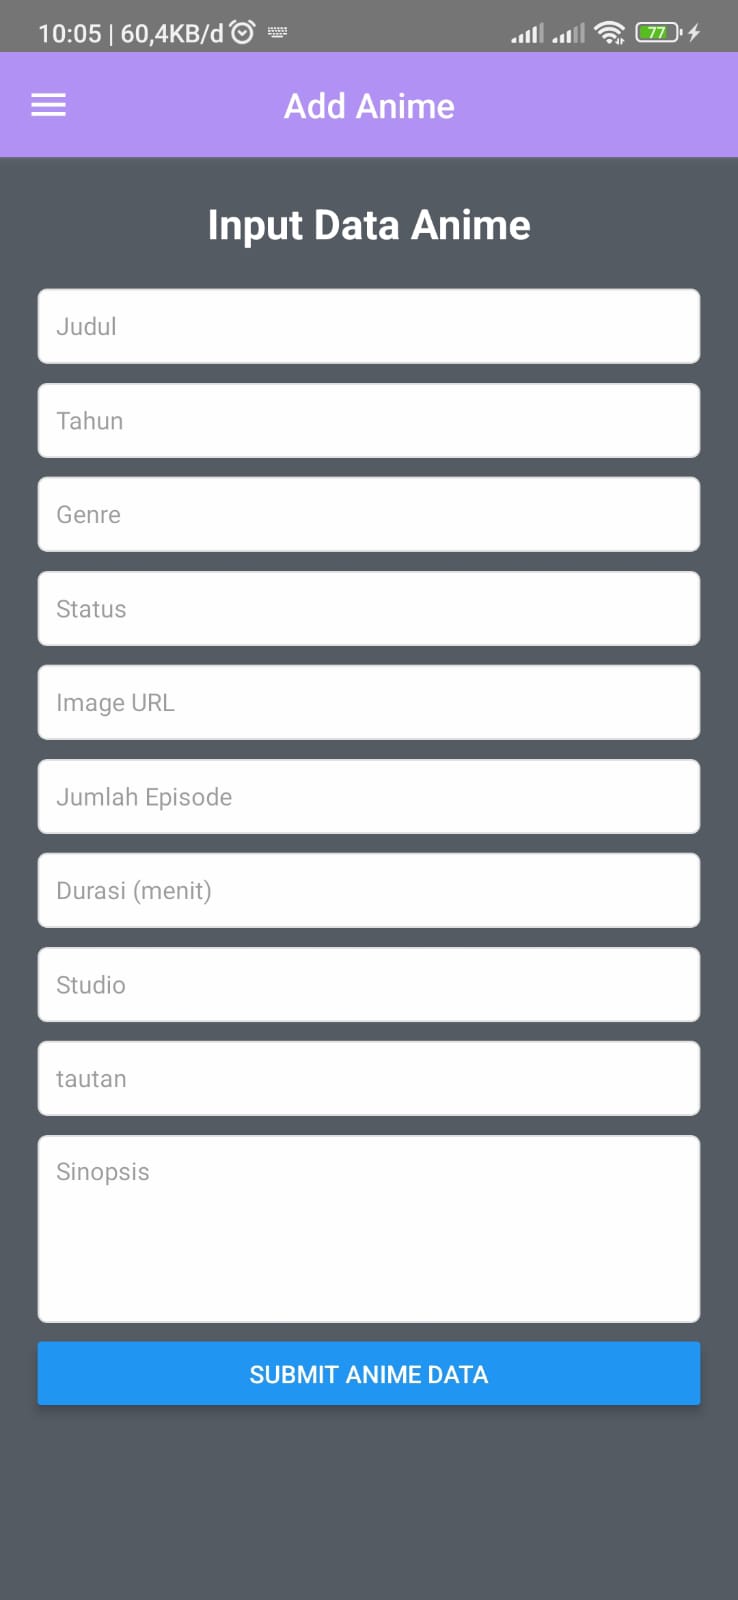 10:05 | 60,4KB/d
77
Add Anime
Input Data Anime
Judul
Tahun
Genre
Status
Image URL
Jumlah Episode
Durasi (menit)
Studio
tautan
Sinopsis
SUBMIT ANIME DATA